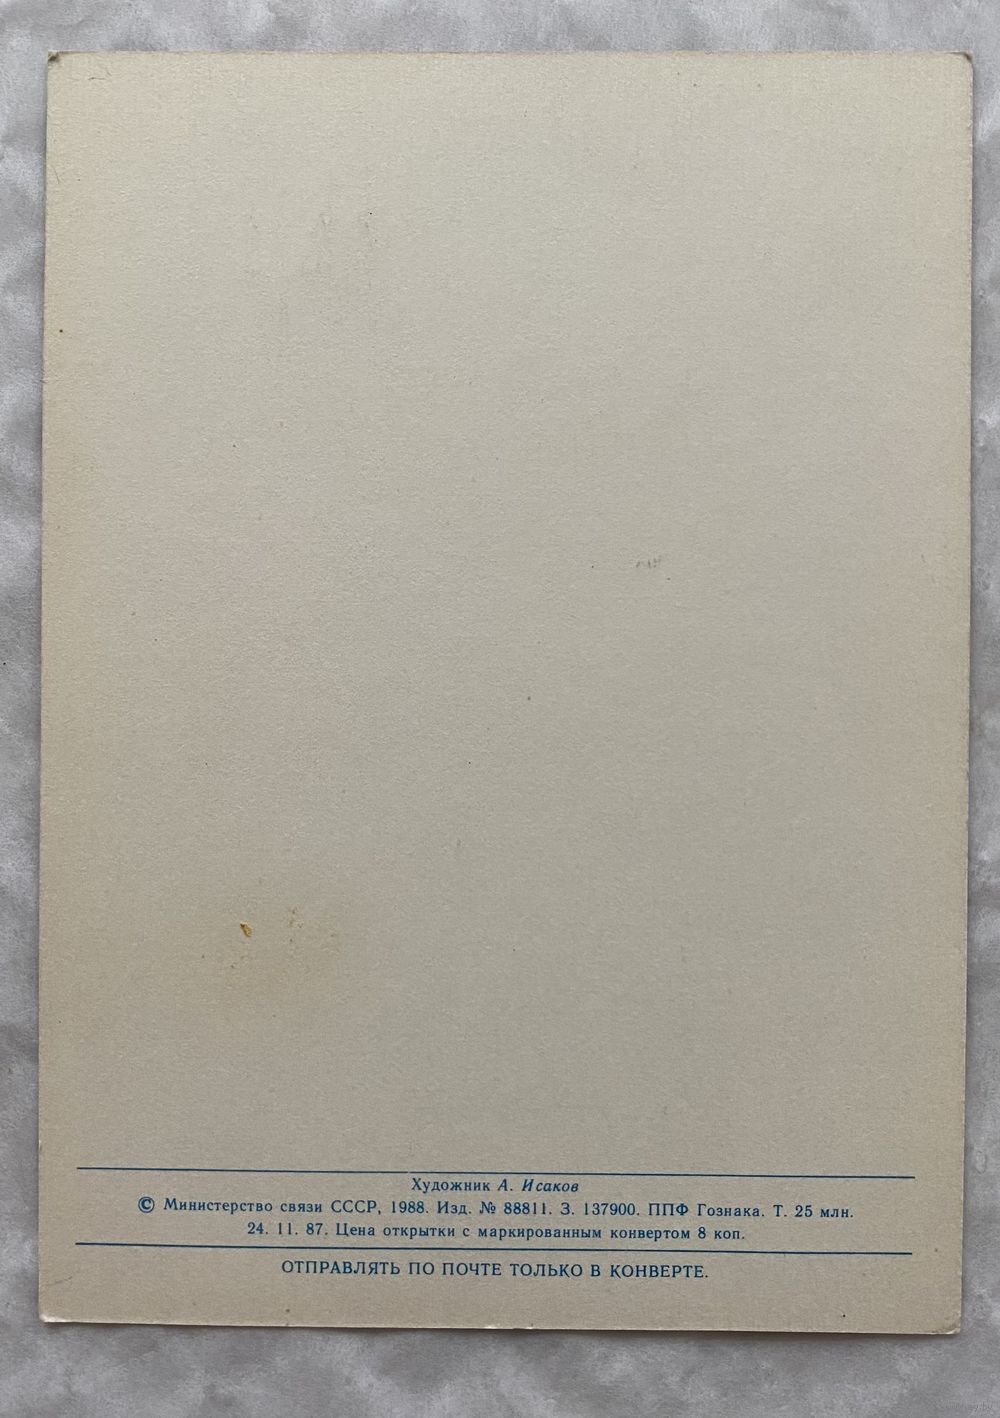 Художник А. Исаков
© Министерство связи СССР, 1988. Изд. № 88811. З. 137900. ППФ Гознака. Т. 25 млн.
24. 11. 87. Цена открытки с маркированным конвертом 8 коп.
ОТПРАВЛЯТЬ ПО ПОЧТЕ ТОЛЬКО В КОНВЕРТЕ.